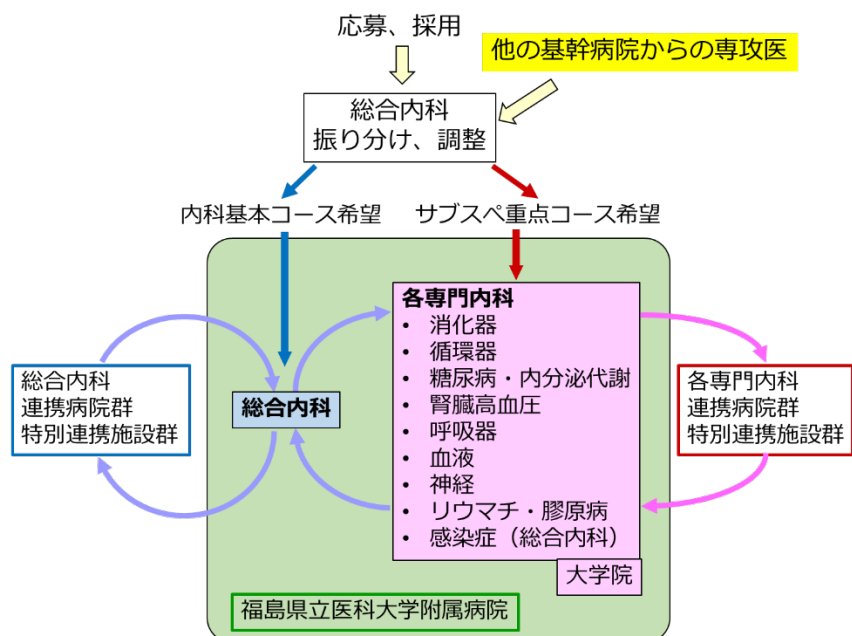 応募、採用
他の基幹病院からの専攻医
総合内科
振り分け、調整
内科基本コース希望
サブスペ重点コース希望
各専門内科
• 消化器
• 循環器
• 糖尿病・内分泌代謝
• 腎臓高血圧
• 呼吸器
• 血液
• 神経
• リウマチ・膠原病
• 感染症（総合内科）
総合内科
連携病院群
特別連携施設群
総合内科
各専門内科
連携病院群
特別連携施設群
大学院
福島県立医科大学附属病院